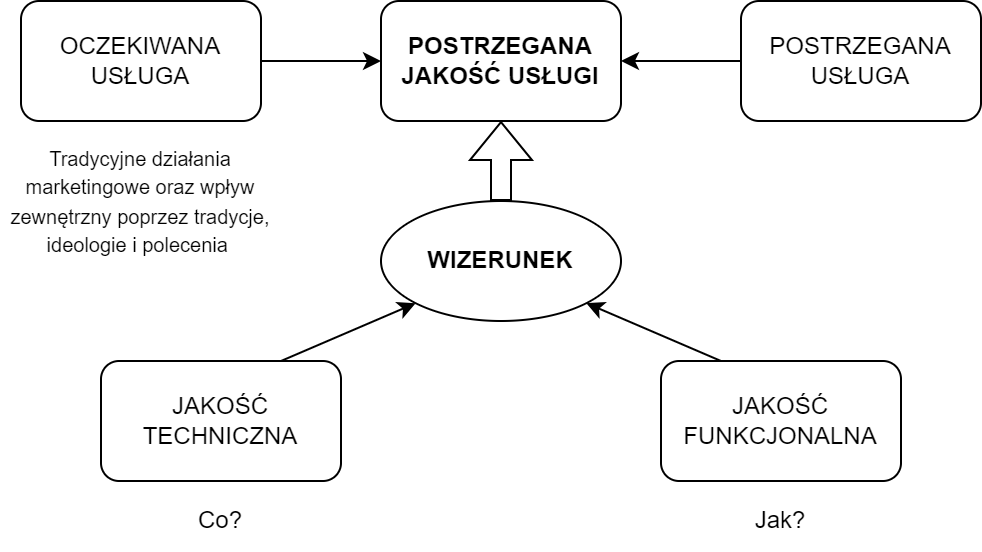 OCZEKIWANA
USŁUGA
POSTRZEGANA
JAKOŚĆ USŁUGI
POSTRZEGANA
USŁUGA
Tradycyjne działania
marketingowe oraz wpływ
zewnętrzny poprzez tradycje,
ideologie i polecenia
WIZERUNEK
JAKOŚĆ
TECHNICZNA
JAKOŚĆ
FUNKCJONALNA
Co?
Jak?